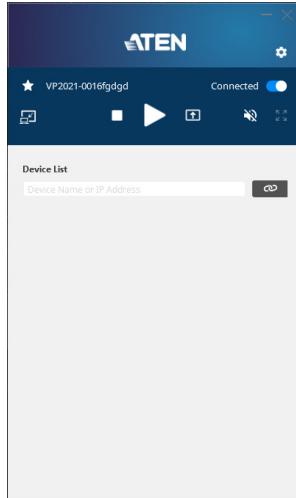 ATEN
VP2021-0016fgdgd
Connected
Device List
Device Name or IP Address